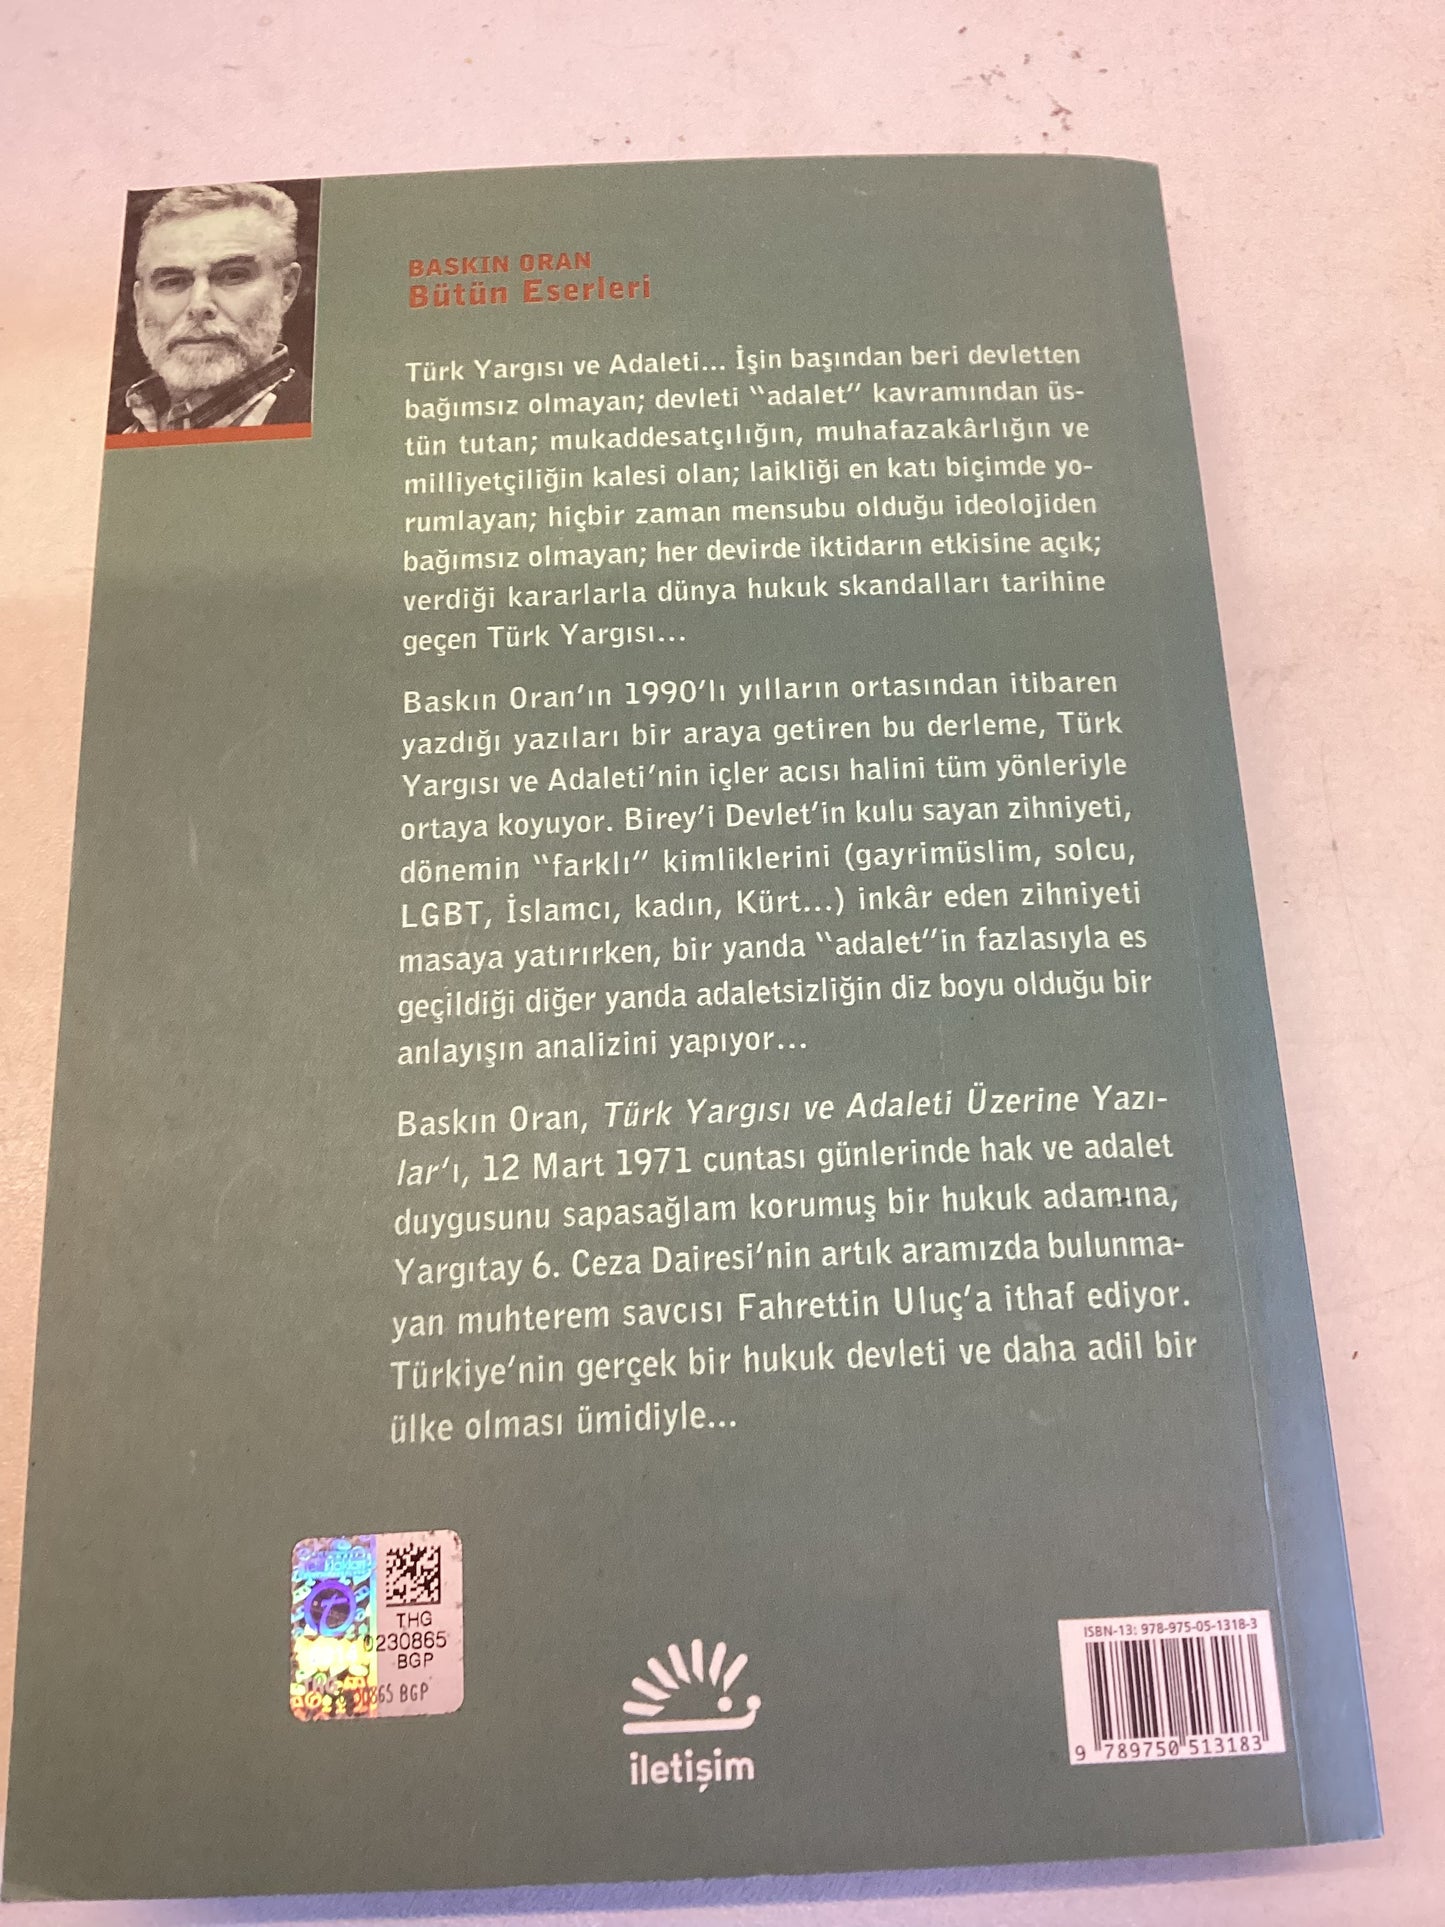 BASKIN ORAN
Bütün Eserleri
Türk Yargısı ve Adaleti... İşin başından beri devletten
bağımsız olmayan; devleti “adalet” kavramından üs-
tün tutan; mukaddesatçılığın, muhafazakârlığın ve
milliyetçiliğin kalesi olan; laikliği en katı biçimde yo-
rumlayan; hiçbir zaman mensubu olduğu ideolojiden
bağımsız olmayan; her devirde iktidarın etkisine açık;
verdiği kararlarla dünya hukuk skandalları tarihine
geçen Türk Yargısı...
Baskın Oran’ın 1990’lı yılların ortasından itibaren
yazdığı yazıları bir araya getiren bu derleme, Türk
Yargısı ve Adaleti’nin içler acısı halini tüm yönleriyle
ortaya koyuyor. Birey’i Devlet’in kulu sayan zihniyeti,
dönemin “farklı” kimliklerini (gayrimüslim, solcu,
LGBT, İslamcı, kadın, Kürt...) inkâr eden zihniyeti
masaya yatırırken, bir yanda “adalet”in fazlasıyla es
geçildiği diğer yanda adaletsizliğin diz boyu olduğu bir
anlayışın analizini yapıyor...
Baskın Oran, Türk Yargısı ve Adaleti Üzerine Yazı-
lar’ı, 12 Mart 1971 cuntası günlerinde hak ve adalet
duygusunu sapasağlam korumuş bir hukuk adamına,
Yargıtay 6. Ceza Dairesi’nin artık aramızda bulunma-
yan muhterem savcısı Fahrettin Uluç’a ithaf ediyor.
Türkiye’nin gerçek bir hukuk devleti ve daha adil bir
ülke olması ümidiyle...
THG
0230865
BGP
iletişim
ISBN-13: 978-975-05-1318-3
9 789750 513183